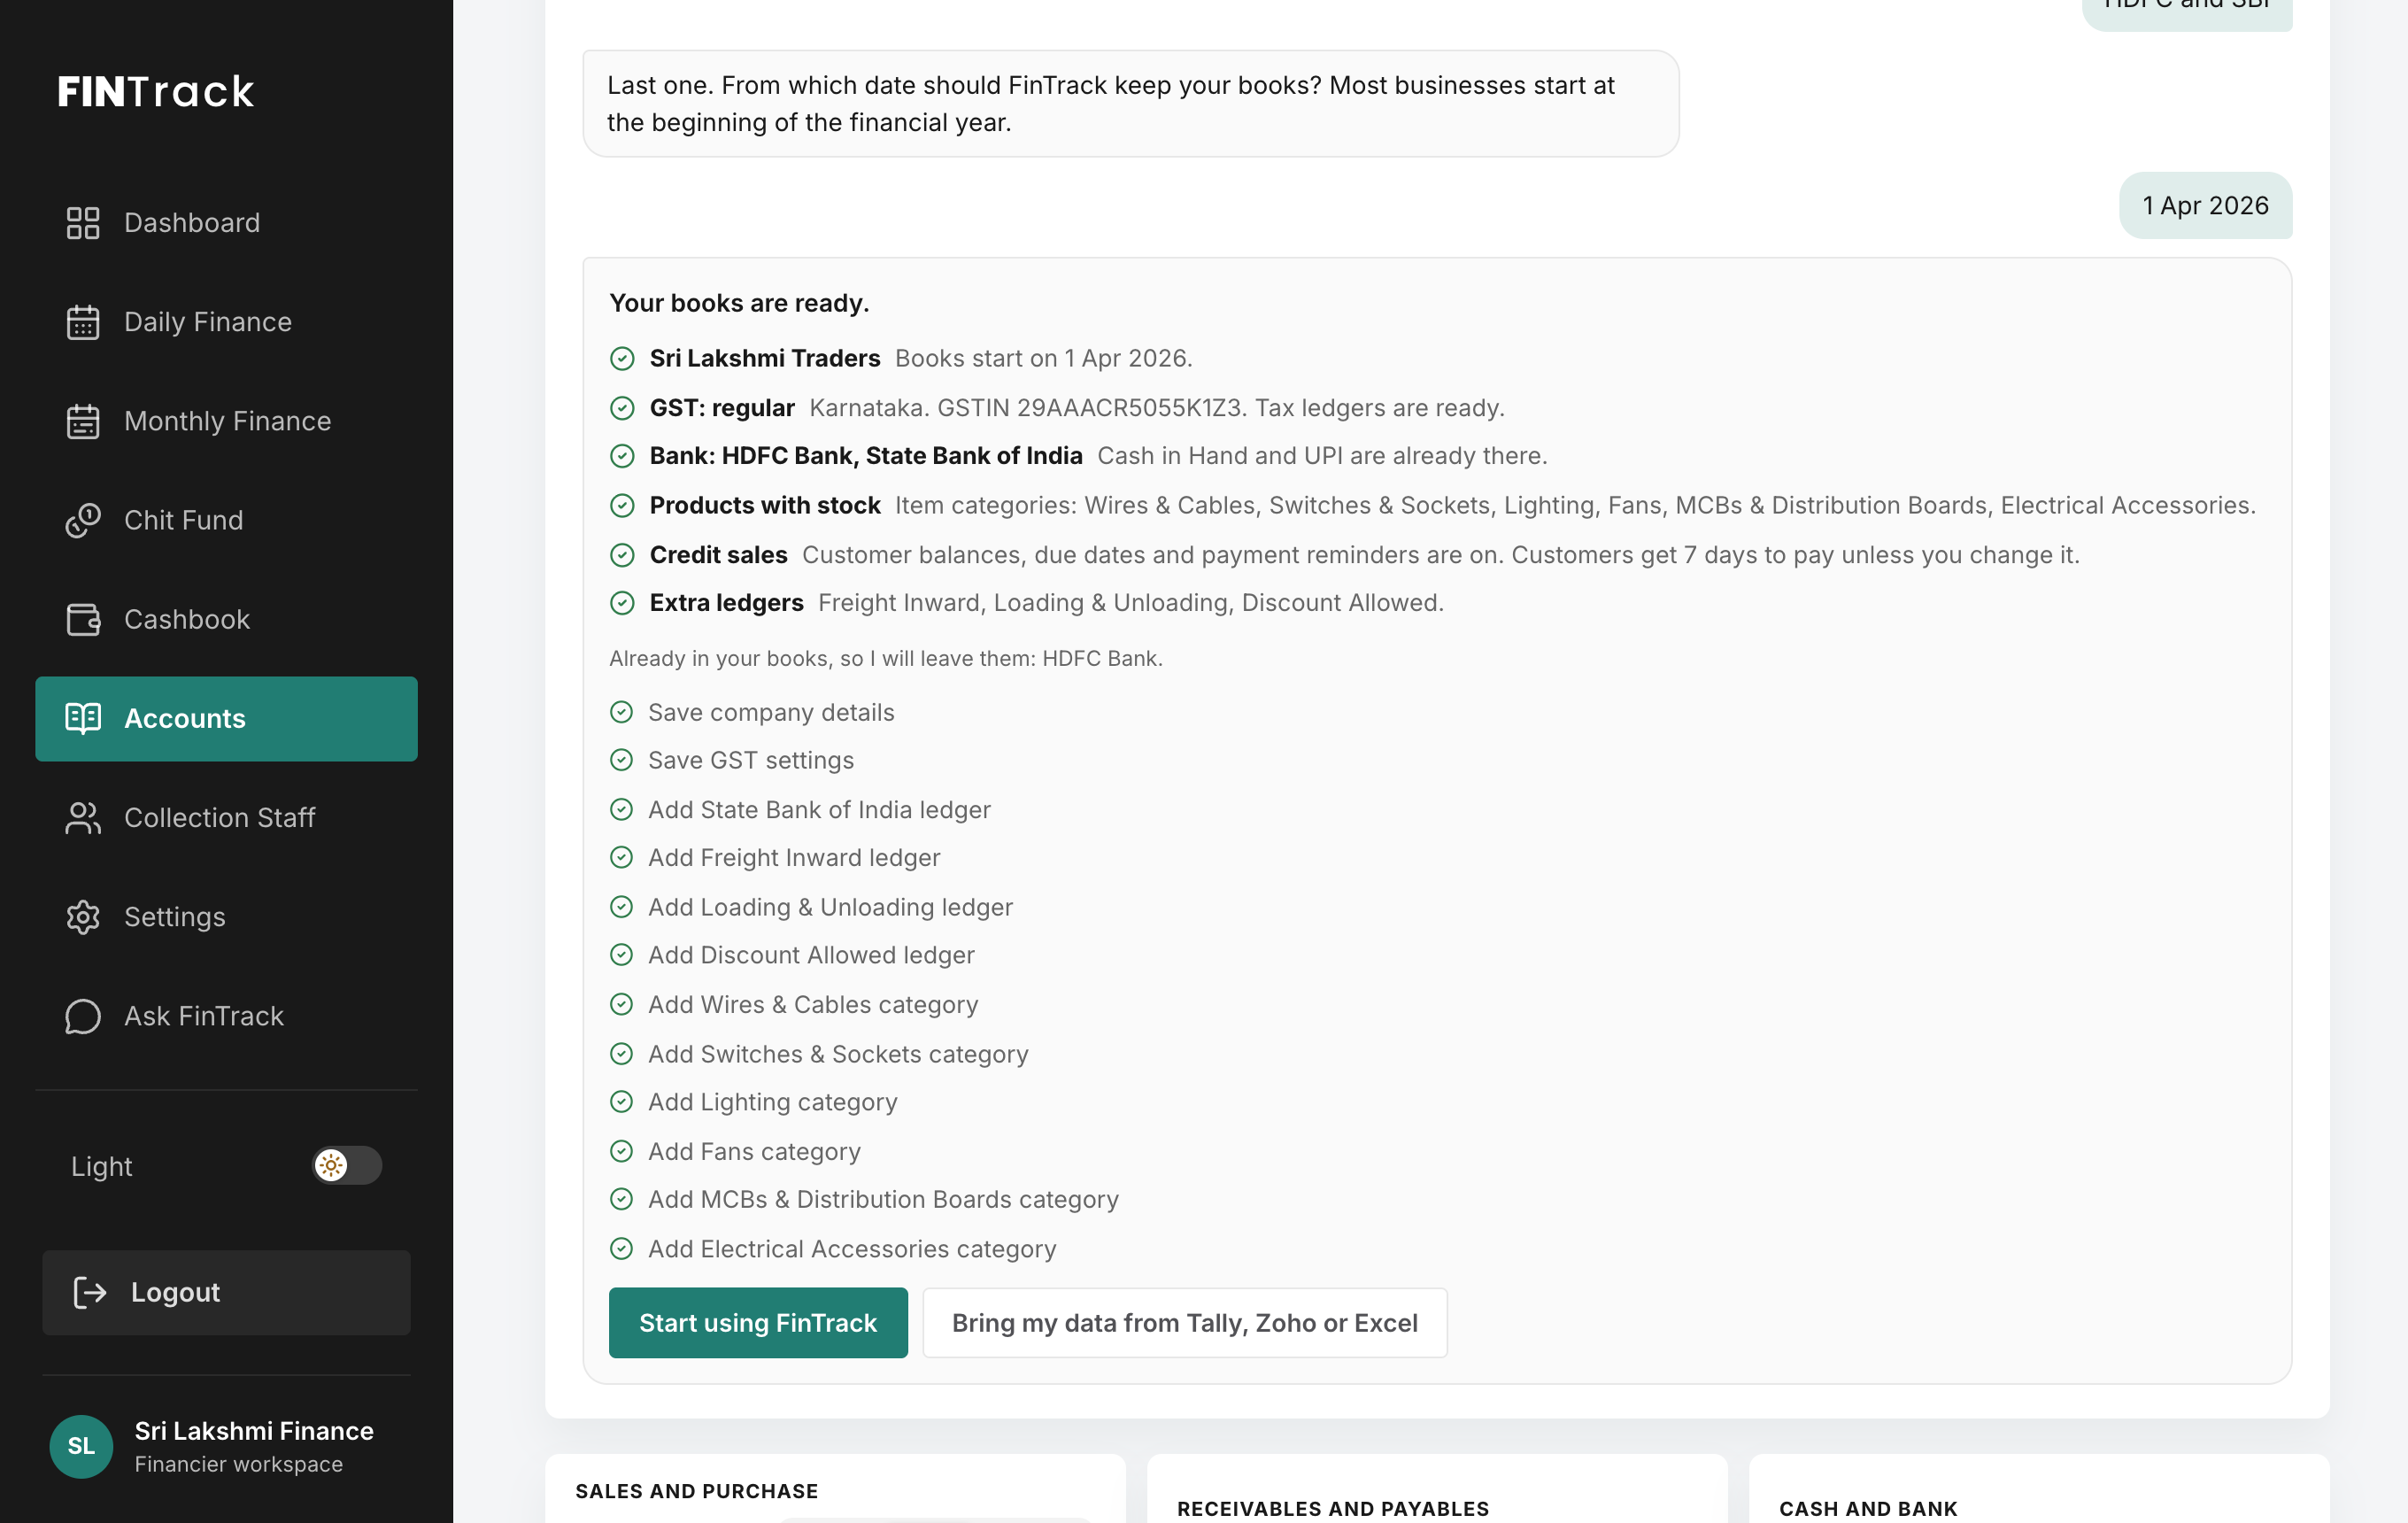 FINTrack
Dashboard
Daily Finance
Monthly Finance
Chit Fund
Cashbook
Accounts
Collection Staff
Settings
Ask FinTrack
Light
Logout
SL
Sri Lakshmi Finance
Financier workspace
HDFC and SBI
Last one. From which date should FinTrack keep your books? Most businesses start at
the beginning of the financial year.
1 Apr 2026
Your books are ready.
Sri Lakshmi Traders Books start on 1 Apr 2026.
GST: regular Karnataka. GSTIN 29AAACR5055K1Z3. Tax ledgers are ready.
Bank: HDFC Bank, State Bank of India Cash in Hand and UPI are already there.
Products with stock Item categories: Wires & Cables, Switches & Sockets, Lighting, Fans, MCBs & Distribution Boards, Electrical Accessories.
Credit sales Customer balances, due dates and payment reminders are on. Customers get 7 days to pay unless you change it.
Extra ledgers Freight Inward, Loading & Unloading, Discount Allowed.
Already in your books, so I will leave them: HDFC Bank.
Save company details
Save GST settings
Add State Bank of India ledger
Add Freight Inward ledger
Add Loading & Unloading ledger
Add Discount Allowed ledger
Add Wires & Cables category
Add Switches & Sockets category
Add Lighting category
Add Fans category
Add MCBs & Distribution Boards category
Add Electrical Accessories category
Start using FinTrack
Bring my data from Tally, Zoho or Excel
SALES AND PURCHASE
RECEIVABLES AND PAYABLES
CASH AND BANK